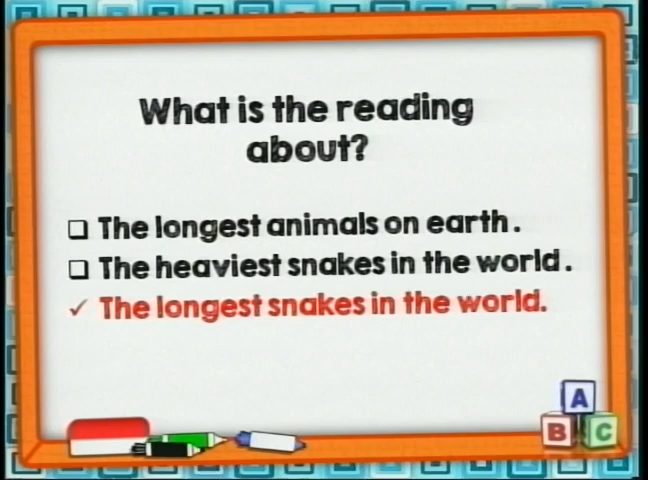 What is the reading
about?
The longest animals on earth.
The heaviest snakes in the world.
The longest snakes in the world.
A
B C